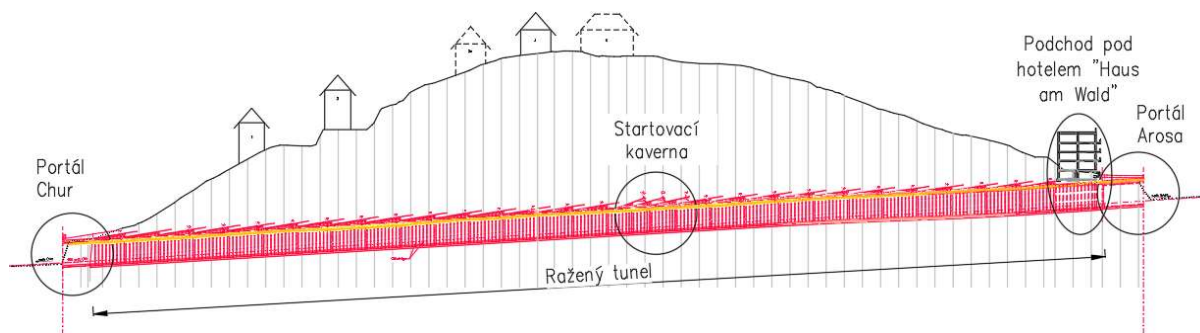 Podchod pod
hotelem "Haus
am Wald"
Portál
Arosa
Startovací
kaverna
Portál
Chur
Ražený tunel